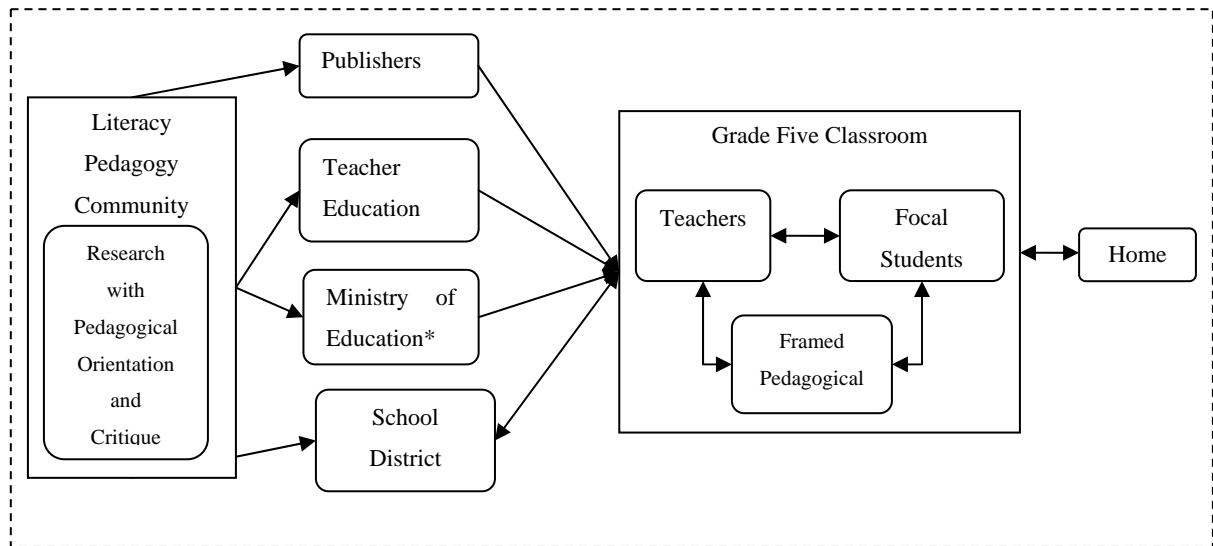 Publishers
Literacy
Pedagogy
Community
Research
with
Pedagogical
Orientation
and
Critique
Teacher
Education
Ministry of
Education*
School
District
Grade Five Classroom
Teachers
Focal
Students
Framed
Pedagogical
Home